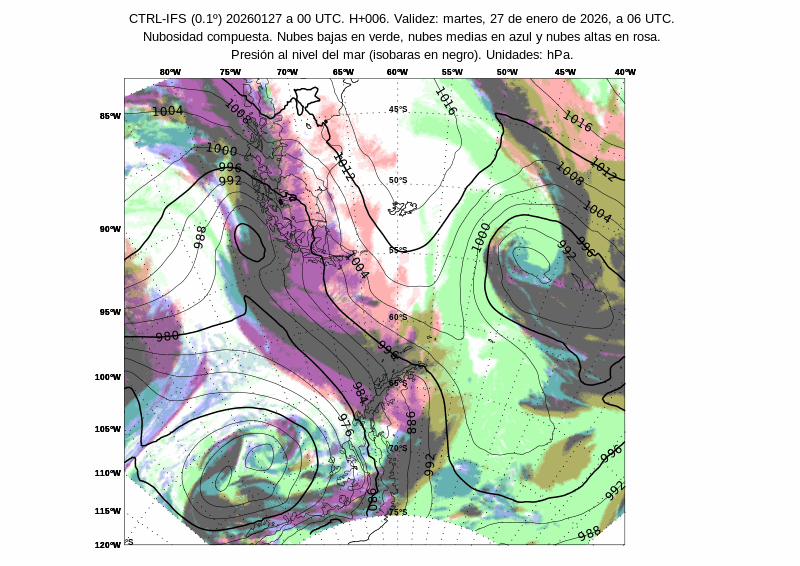 CTRL-IFS (0.1º) 20260127 a 00 UTC. H+006. Validez: martes, 27 de enero de 2026, a 06 UTC.
Nubosidad compuesta. Nubes bajas en verde, nubes medias en azul y nubes altas en rosa.
Presión al nivel del mar (isobaras en negro). Unidades: hPa.
80ºW 75ºW 70ºW 65ºW 60ºW 55ºW 50ºW 45ºW 40ºW
1016
1004 1008 45ºS 1016
85ºW
1000 1012
996 1012 1008
992 50ºS
1004
90ºW 988 1000 992 996
55ºS
1004
95ºW 60ºS
980 996
100ºW 65ºS
984
105ºW 976 988
70ºS 996
110ºW 992
980 992
115ºW 75ºS
988
120ºW ºS